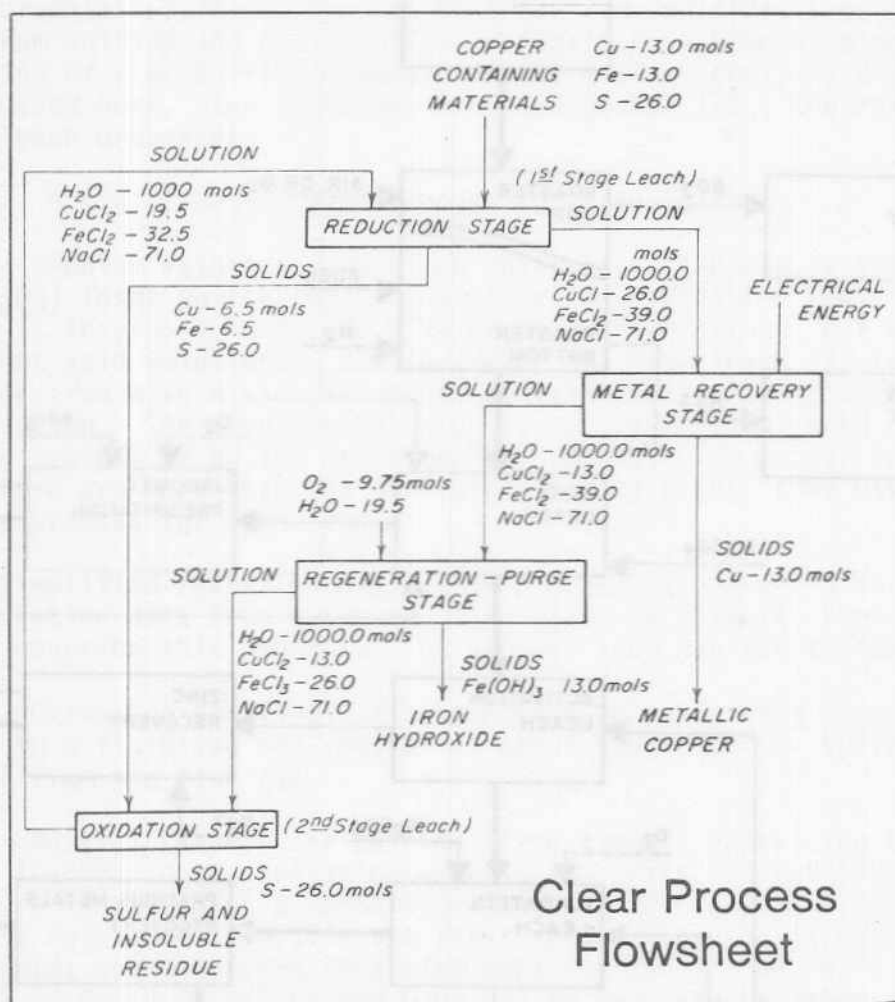 COPPER
CONTAINING
MATERIALS
Cu – 13.0 mols
Fe – 13.0
S – 26.0
SOLUTION
H2O – 1000 mols
CuCl2 – 19.5
FeCl2 – 32.5
NaCl – 71.0
(1st Stage Leach)
REDUCTION STAGE
SOLUTION
mols
H2O – 1000.0
CuCl – 26.0
FeCl2 – 39.0
NaCl – 71.0
SOLIDS
Cu – 6.5 mols
Fe – 6.5
S – 26.0
ELECTRICAL
ENERGY
METAL RECOVERY
STAGE
SOLUTION
H2O – 1000.0 mols
CuCl2 – 13.0
FeCl2 – 39.0
NaCl – 71.0
O2 – 9.75 mols
H2O – 19.5
SOLIDS
Cu – 13.0 mols
REGENERATION – PURGE
STAGE
SOLUTION
H2O – 1000.0 mols
CuCl2 – 13.0
FeCl3 – 26.0
NaCl – 71.0
SOLIDS
Fe(OH)3 13.0 mols
IRON
HYDROXIDE
METALLIC
COPPER
OXIDATION STAGE
(2nd Stage Leach)
SOLIDS
S – 26.0 mols
SULFUR AND
INSOLUBLE
RESIDUE
Clear Process
Flowsheet